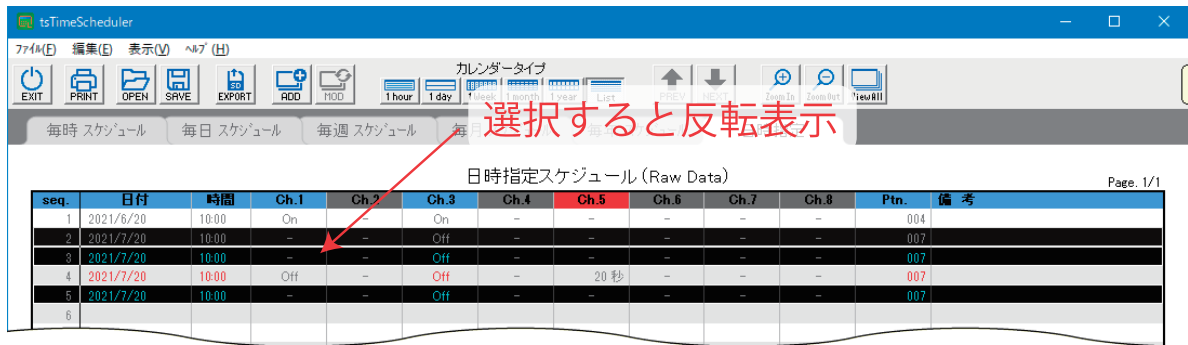 tsTimeScheduler
ファイル(F) 編集(E) 表示(V) ヘルプ(H)
カレンダータイプ
EXIT PRINT OPEN SAVE EXPORT ADD MOD 1 hour 1 day 1 week 1 month 1 year List PREV NEXT ZoomIn ZoomOut ViewAll
選択すると反転表示
毎時 スケジュール 毎日 スケジュール 毎週 スケジュール 毎月
日時指定スケジュール (Raw Data)
Page. 1/1
seq. 日付 時間 Ch.1 Ch.2 Ch.3 Ch.4 Ch.5 Ch.6 Ch.7 Ch.8 Ptn. 備 考
1 2021/6/20 10:00 On - On - - - - - 004
2 2021/7/20 10:00 - - Off - - - - - 007
3 2021/7/20 10:00 - - Off - - - - - 007
4 2021/7/20 10:00 Off - Off - 20 秒 - - - 007
5 2021/7/20 10:00 - - Off - - - - - 007
6